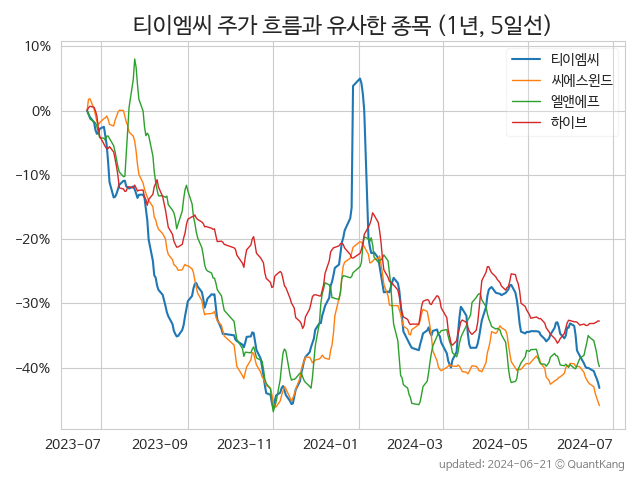 티이엠씨 주가 흐름과 유사한 종목 (1년, 5일선)
티이엠씨
씨에스윈드
엘앤에프
하이브
10%
0%
−10%
−20%
−30%
−40%
2023−07
2023−09
2023−11
2024−01
2024−03
2024−05
2024−07
updated: 2024-06-21 © QuantKang